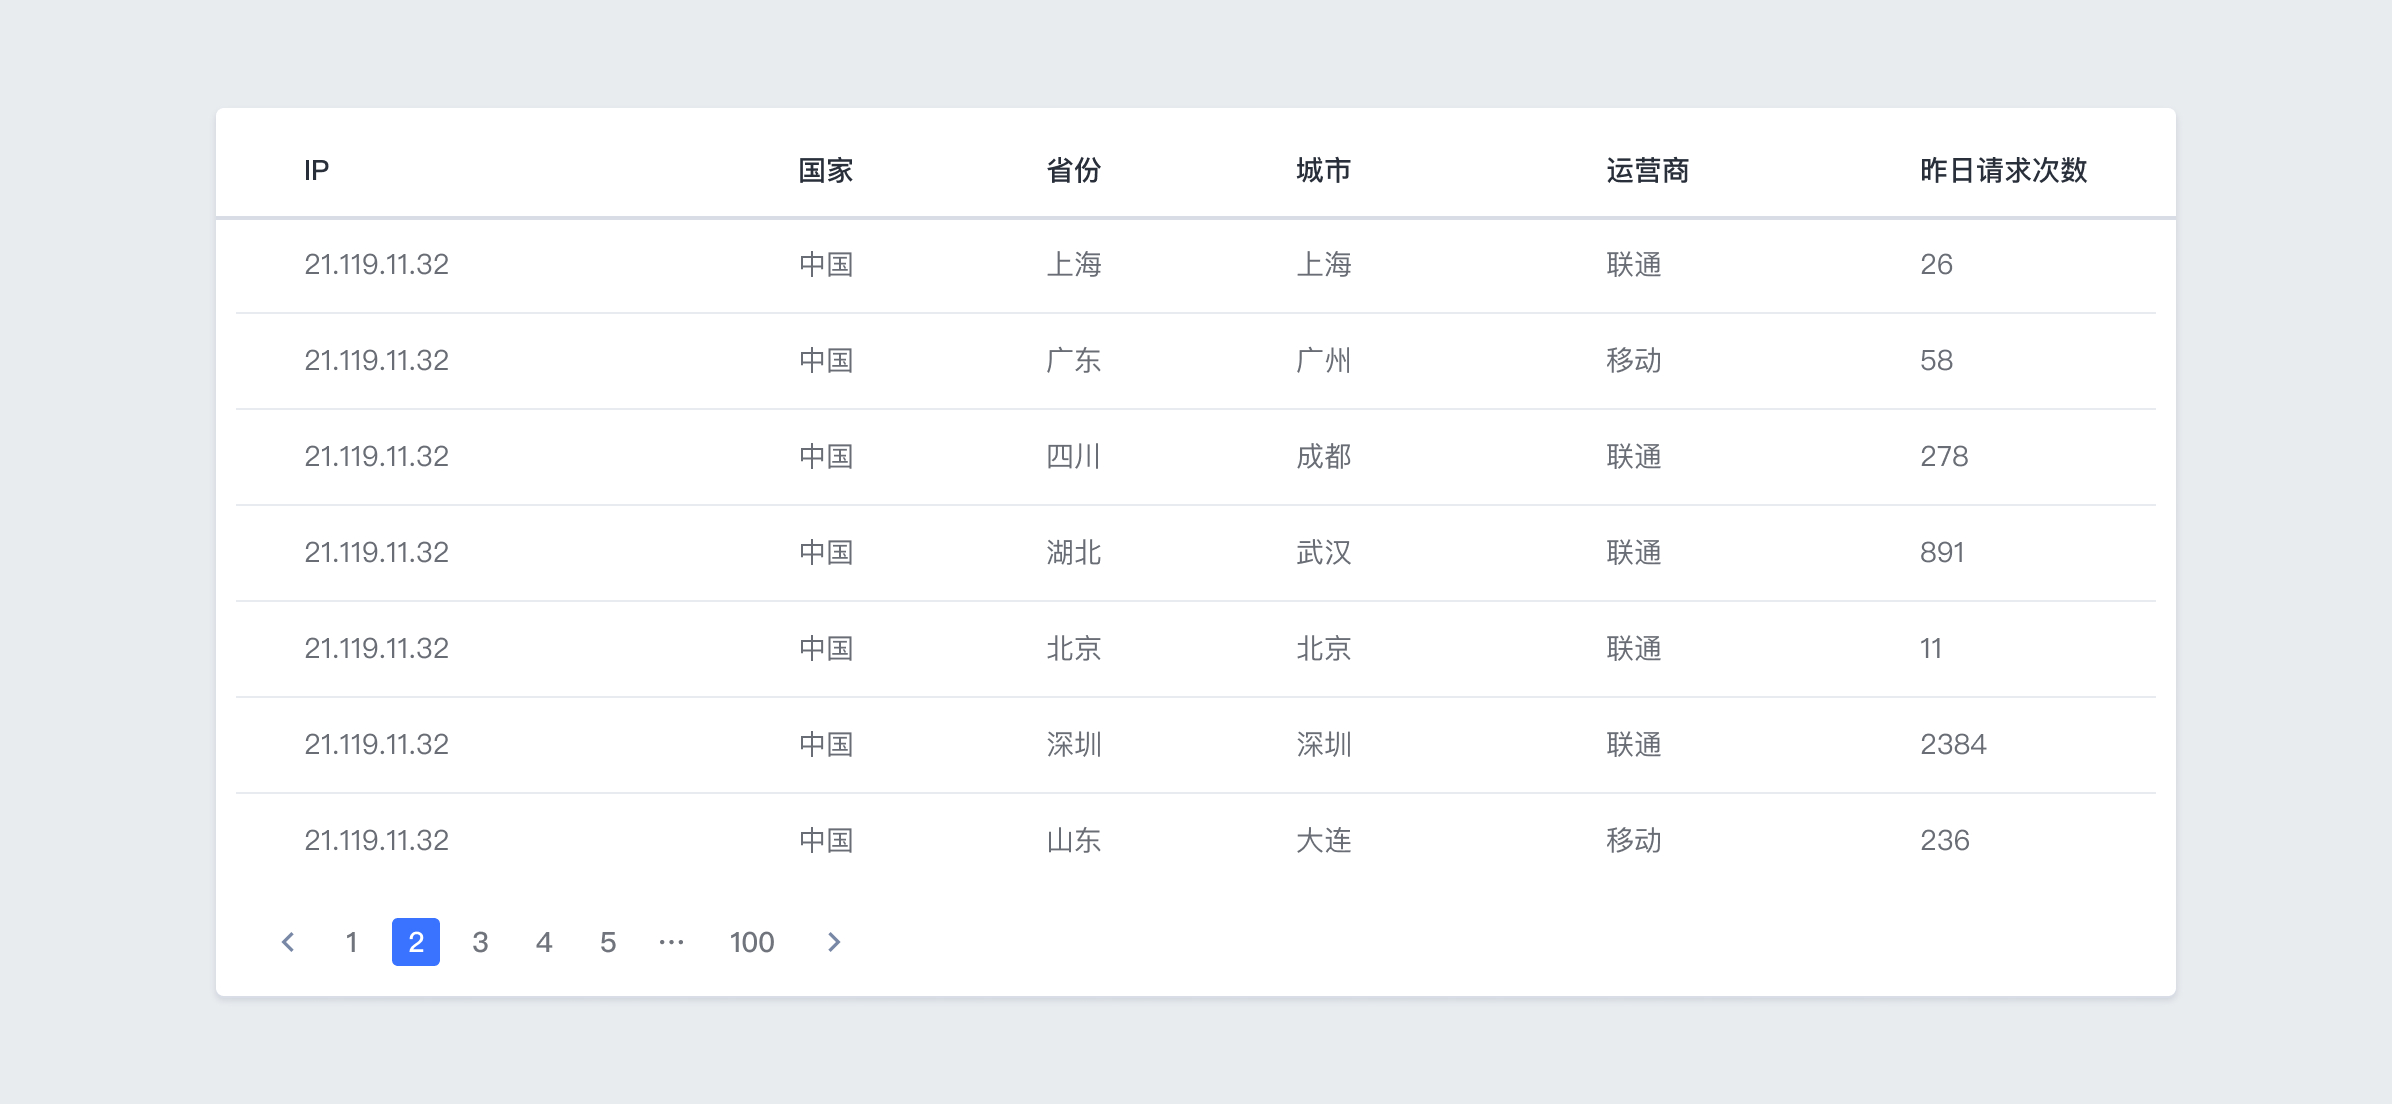 IP 国家 省份 城市 运营商 昨日请求次数
21.119.11.32 中国 上海 上海 联通 26
21.119.11.32 中国 广东 广州 移动 58
21.119.11.32 中国 四川 成都 联通 278
21.119.11.32 中国 湖北 武汉 联通 891
21.119.11.32 中国 北京 北京 联通 11
21.119.11.32 中国 深圳 深圳 联通 2384
21.119.11.32 中国 山东 大连 移动 236
1 2 3 4 5 ··· 100